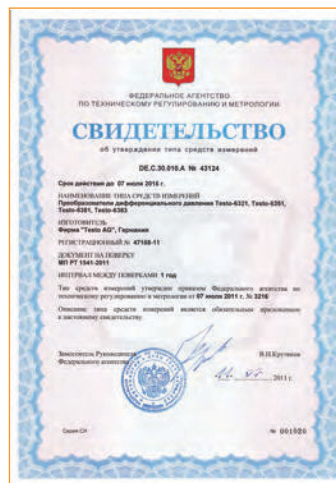 ФЕДЕРАЛЬНОЕ АГЕНТСТВО
ПО ТЕХНИЧЕСКОМУ РЕГУЛИРОВАНИЮ И МЕТРОЛОГИИ
СВИДЕТЕЛЬСТВО
об утверждении типа средств измерений
DE.C.30.010.A № 43124
Срок действия до 07 июля 2016 г.
НАИМЕНОВАНИЕ ТИПА СРЕДСТВ ИЗМЕРЕНИЙ
Преобразователи дифференциального давления Testo-6321, Testo-6351,
Testo-6381, Testo-6383
ИЗГОТОВИТЕЛЬ
Фирма "Testo AG", Германия
РЕГИСТРАЦИОННЫЙ № 47168-11
ДОКУМЕНТ НА ПОВЕРКУ
МП РТ 1541-2011
ИНТЕРВАЛ МЕЖДУ ПОВЕРКАМИ 1 год
Тип средств измерений утвержден приказом Федерального агентства по
техническому регулированию и метрологии от 07 июля 2011 г. № 3216
Описание типа средств измерений является обязательным приложением
к настоящему свидетельству.
Заместитель Руководителя В.Н.Крутиков
Федерального агентства
2011 г.
Серия СИ № 001020